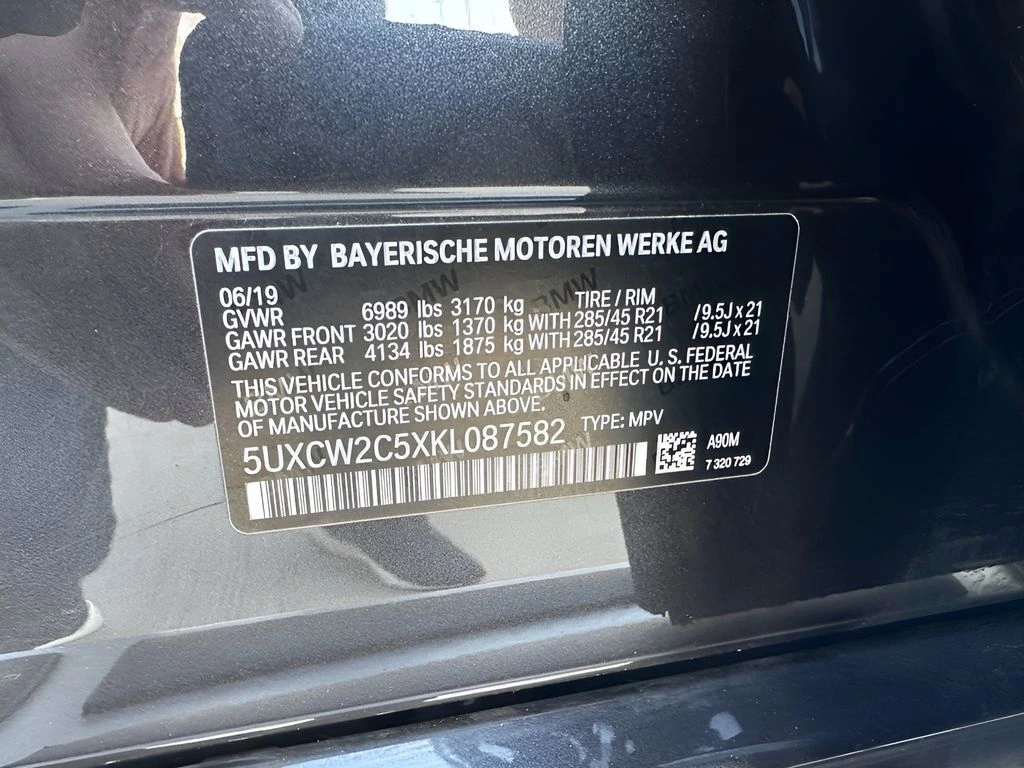 MFD BY BAYERISCHE MOTOREN WERKE AG
06/19 TIRE / RIM
GVWR 6989 lbs 3170 kg
GAWR FRONT 3020 lbs 1370 kg WITH 285/45 R21 /9.5J x 21
GAWR REAR 4134 lbs 1875 kg WITH 285/45 R21 /9.5J x 21
THIS VEHICLE CONFORMS TO ALL APPLICABLE U. S. FEDERAL
MOTOR VEHICLE SAFETY STANDARDS IN EFFECT ON THE DATE
OF MANUFACTURE SHOWN ABOVE.
5UXCW2C5XKL087582 TYPE: MPV
A90M
7 320 729
BMW
BMW